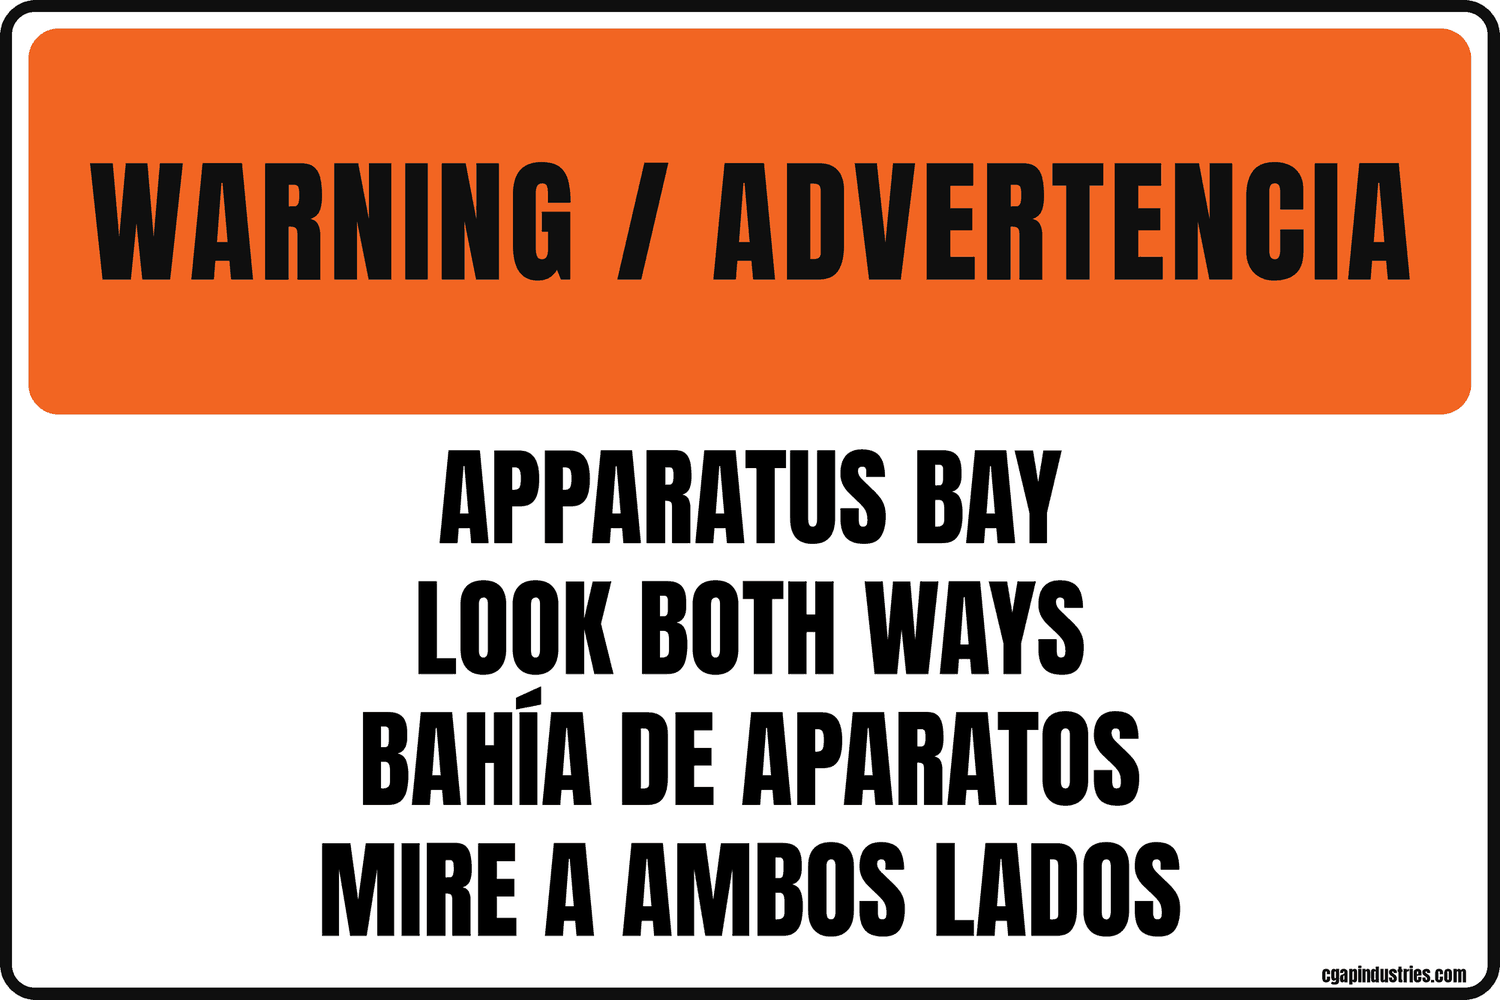 WARNING / ADVERTENCIA
APPARATUS BAY
LOOK BOTH WAYS
BAHÍA DE APARATOS
MIRE A AMBOS LADOS
cgapindustries.com